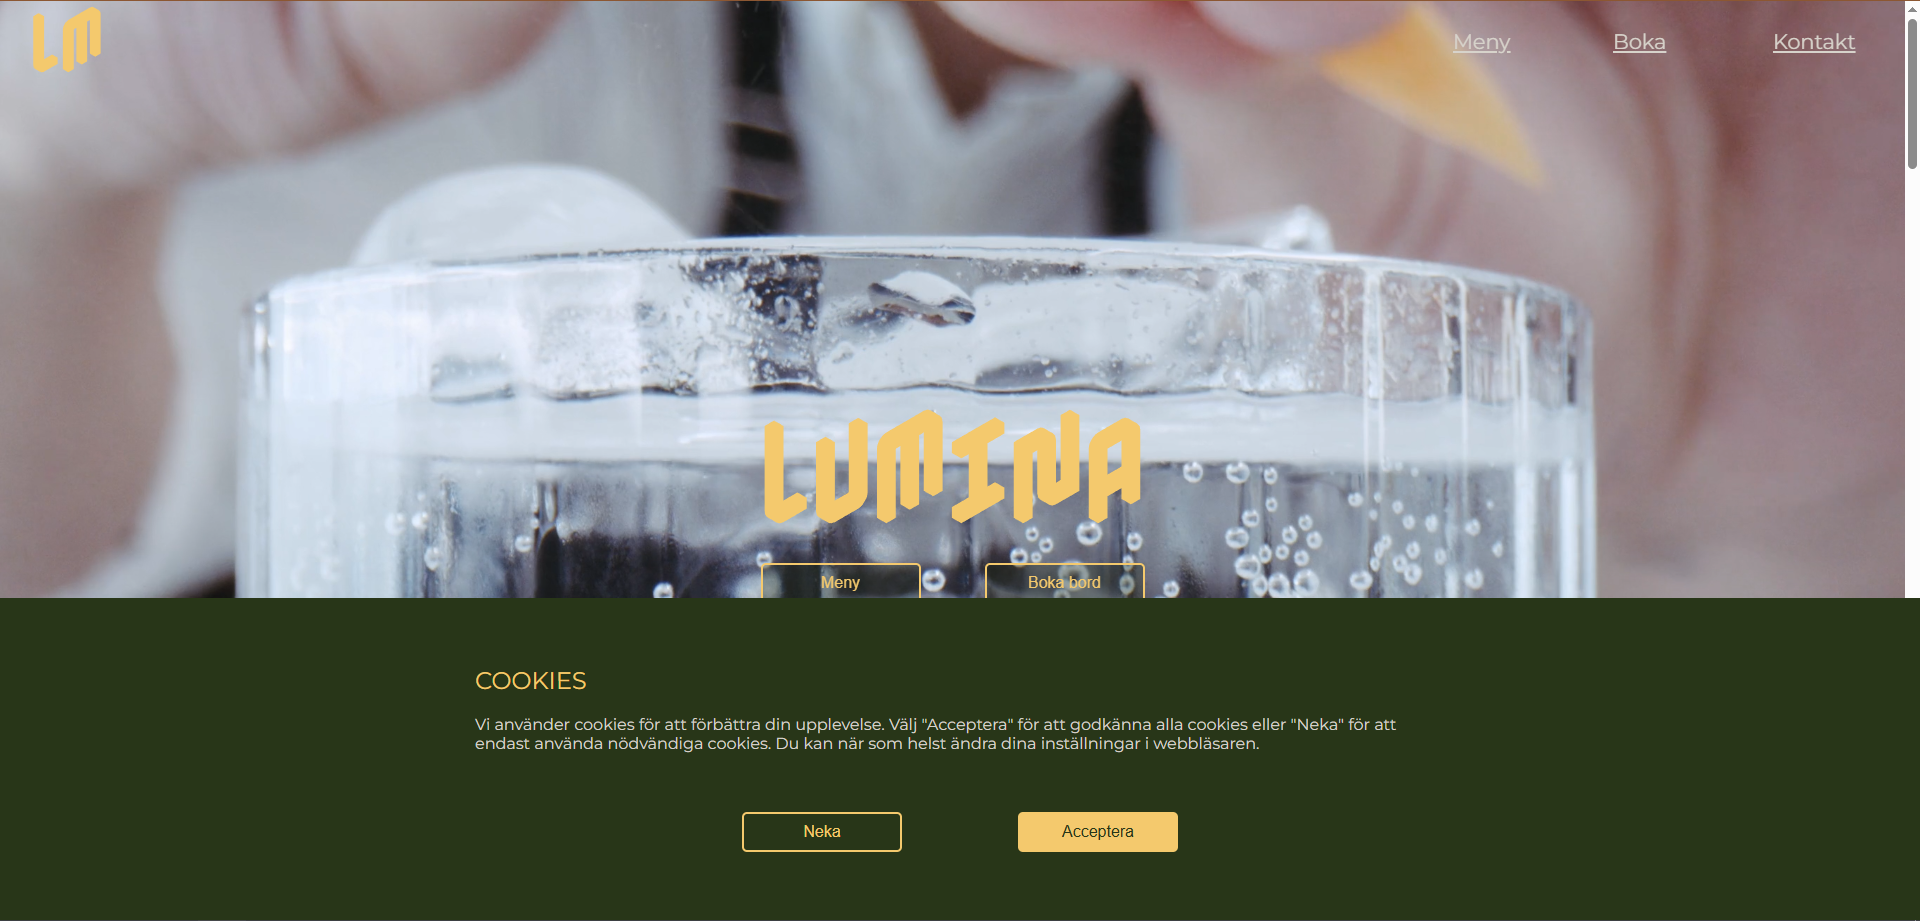 LM
Meny
Boka
Kontakt
LUMINA
Meny
Boka bord
COOKIES
Vi använder cookies för att förbättra din upplevelse. Välj "Acceptera" för att godkänna alla cookies eller "Neka" för att
endast använda nödvändiga cookies. Du kan när som helst ändra dina inställningar i webbläsaren.
Neka
Acceptera